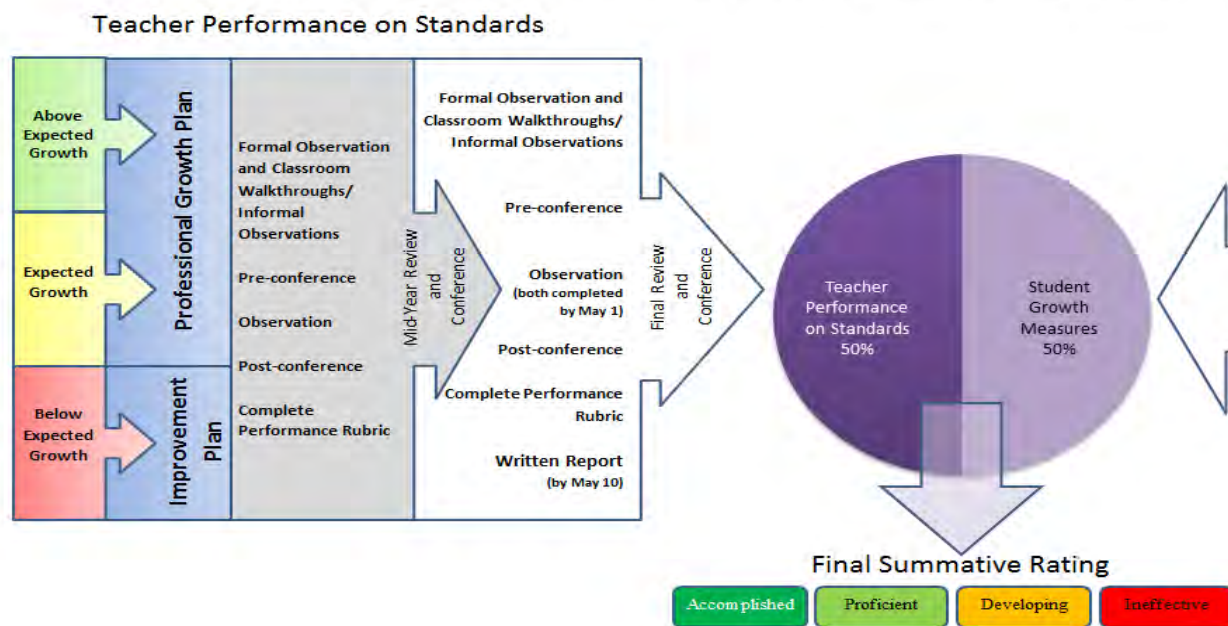 Teacher Performance on Standards
Above
Expected
Growth
Expected
Growth
Below
Expected
Growth
Professional Growth Plan
Improvement
Plan
Formal Observation
and Classroom
Walkthroughs/
Informal
Observations
Pre-conference
Observation
Post-conference
Complete
Performance Rubric
Mid-Year Review
and
Conference
Formal Observation and
Classroom Walkthroughs/
Informal Observations
Pre-conference
Observation
(both completed
by May 1)
Post-conference
Complete Performance
Rubric
Written Report
(by May 10)
Final Review
and
Conference
Teacher
Performance
on Standards
50%
Student
Growth
Measures
50%
Final Summative Rating
Accomplished
Proficient
Developing
Ineffective